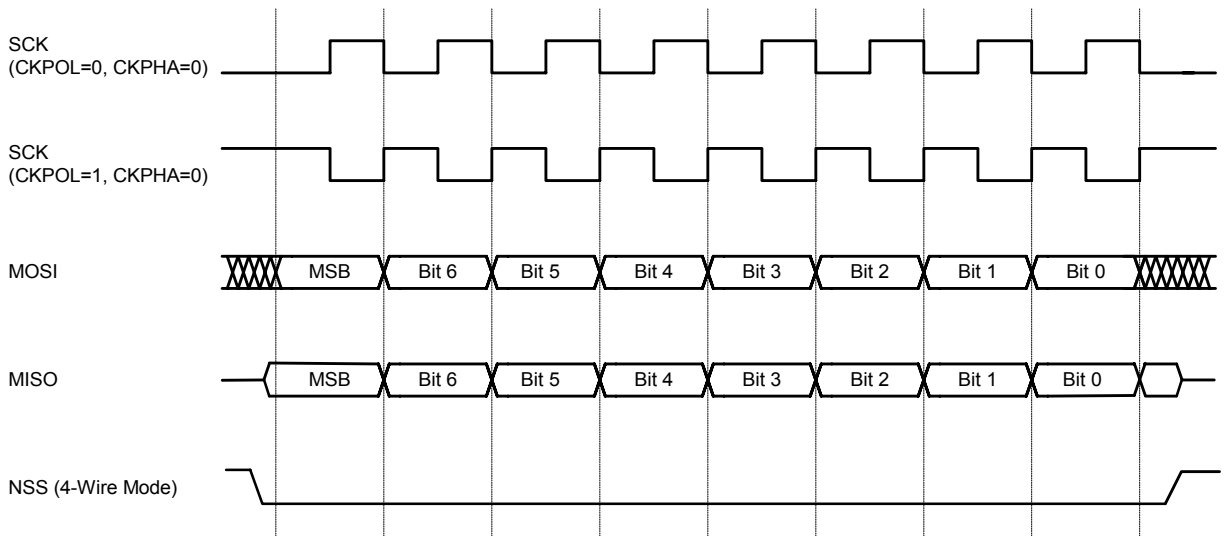 SCK
(CKPOL=0, CKPHA=0)
SCK
(CKPOL=1, CKPHA=0)
MOSI MSB Bit 6 Bit 5 Bit 4 Bit 3 Bit 2 Bit 1 Bit 0
MISO MSB Bit 6 Bit 5 Bit 4 Bit 3 Bit 2 Bit 1 Bit 0
NSS (4-Wire Mode)